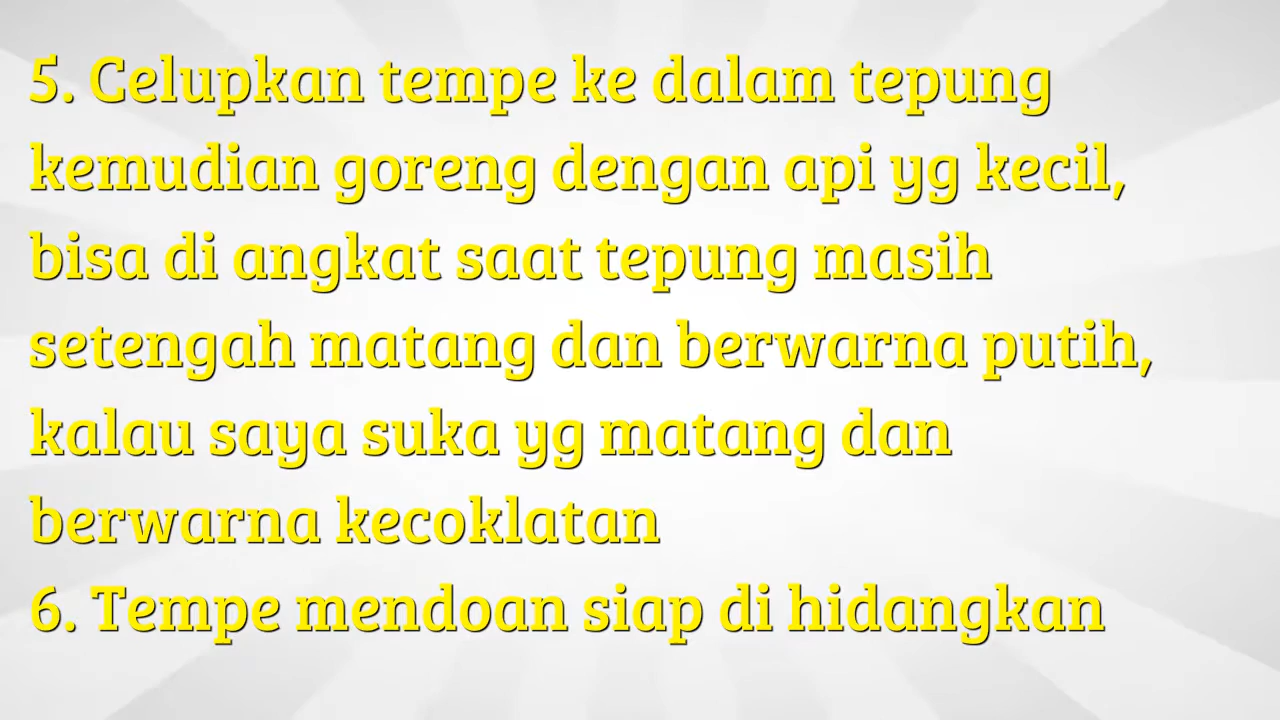 5. Celupkan tempe ke dalam tepung
kemudian goreng dengan api yg kecil,
bisa di angkat saat tepung masih
setengah matang dan berwarna putih,
kalau saya suka yg matang dan
berwarna kecoklatan
6. Tempe mendoan siap di hidangkan